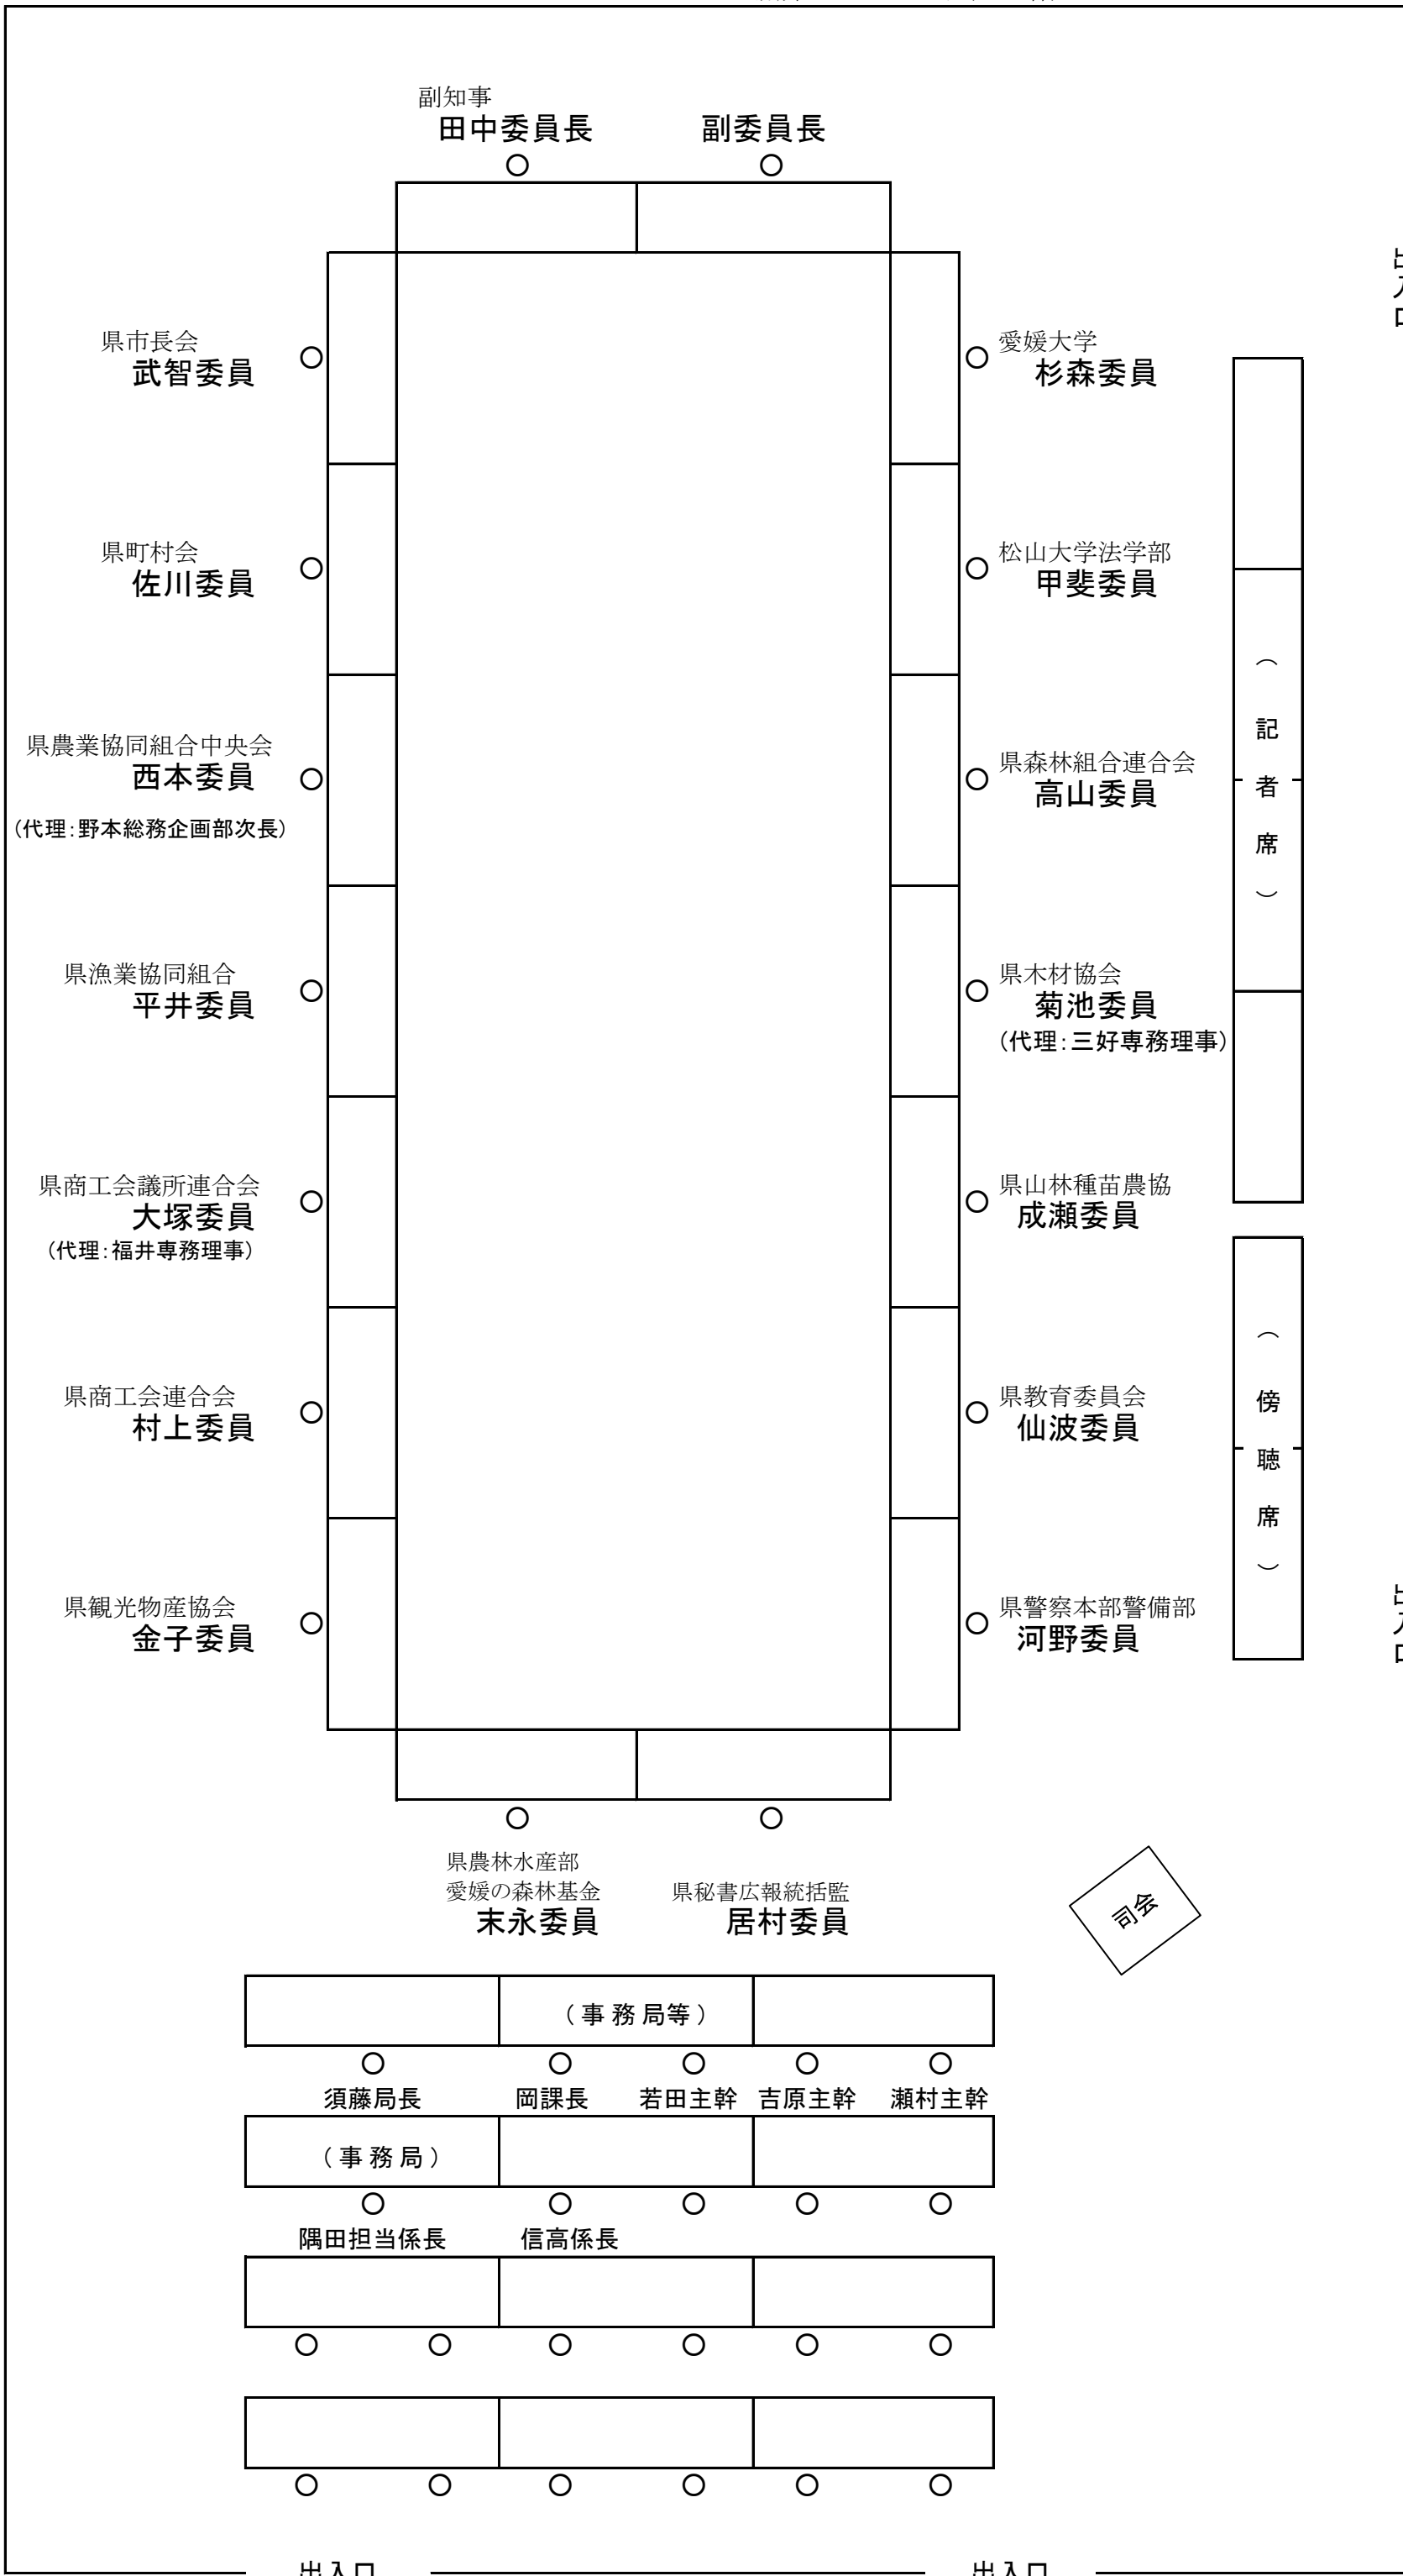 副知事
田中委員長
副委員長
出入口
県市長会
武智委員
愛媛大学
杉森委員
県町村会
佐川委員
松山大学法学部
甲斐委員
県農業協同組合中央会
西本委員
（代理：野本総務企画部次長）
県森林組合連合会
高山委員
（記者席）
県漁業協同組合
平井委員
県木材協会
菊池委員
（代理：三好専務理事）
県商工会議所連合会
大塚委員
（代理：福井専務理事）
県山林種苗農協
成瀬委員
県商工会連合会
村上委員
県教育委員会
仙波委員
（傍聴席）
県観光物産協会
金子委員
県警察本部警備部
河野委員
出入口
県農林水産部
愛媛の森林基金
末永委員
県秘書広報統括監
居村委員
司会
（事務局等）
須藤局長
岡課長
若田主幹
吉原主幹
瀬村主幹
（事務局）
隅田担当係長
信高係長
出入口
出入口